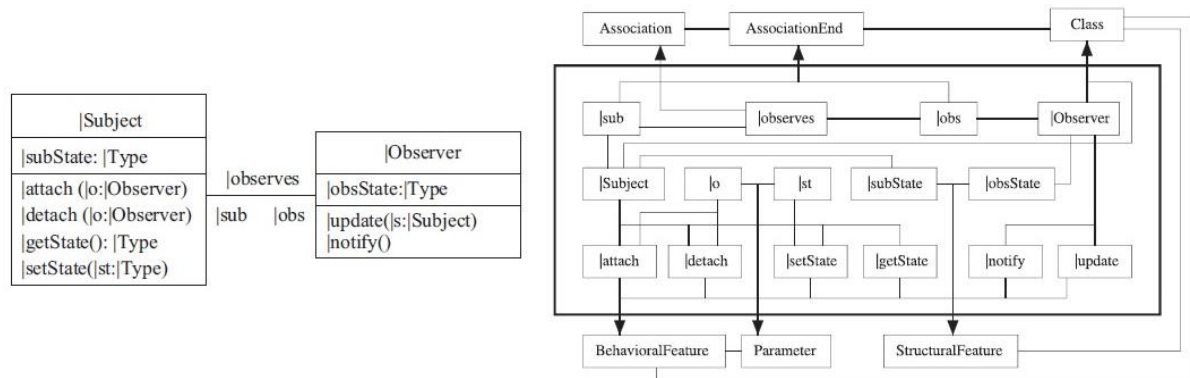 |Subject
|subState: |Type
|attach (|o:|Observer)
|detach (|o:|Observer)
|getState(): |Type
|setState(|st:|Type)
|observes
|sub |obs
|Observer
|obsState:|Type
|update(|s:|Subject)
|notify()
Association AssociationEnd Class
|sub |observes |obs |Observer
|Subject |o |st |subState |obsState
|attach |detach |setState |getState |notify |update
BehavioralFeature Parameter StructuralFeature